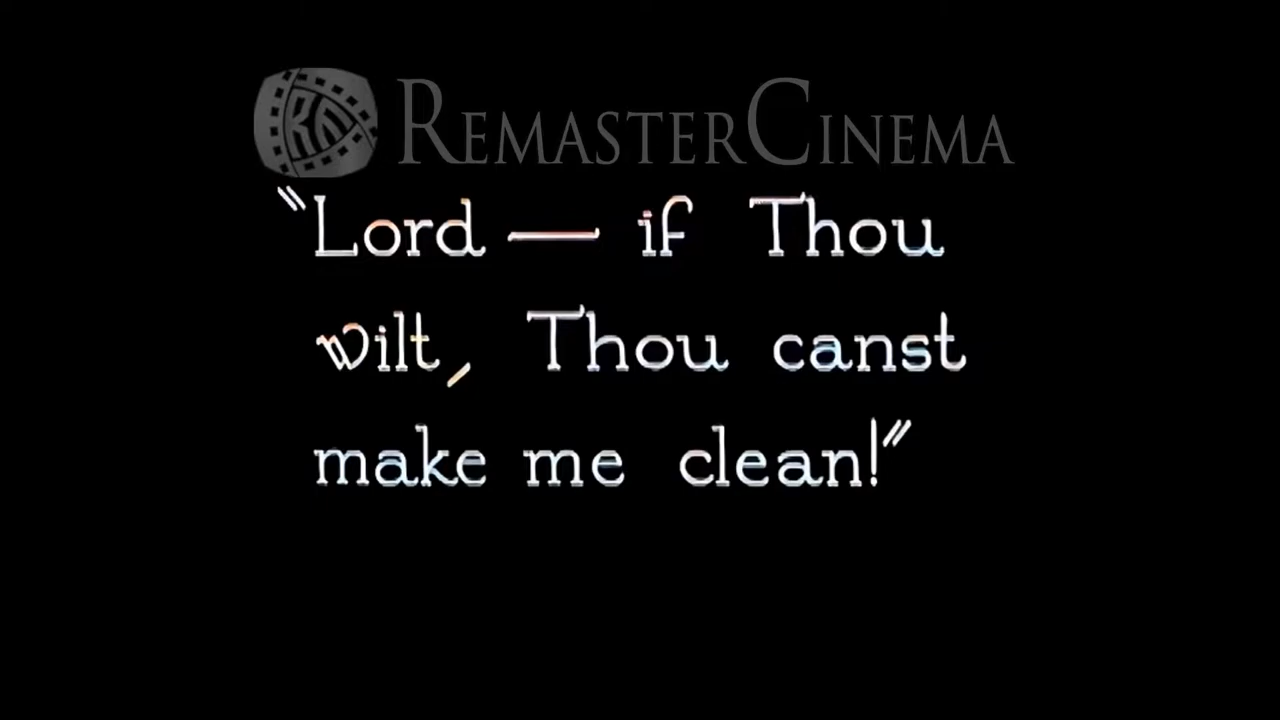 REMASTERCINEMA
"Lord — if Thou
wilt, Thou canst
make me clean!"